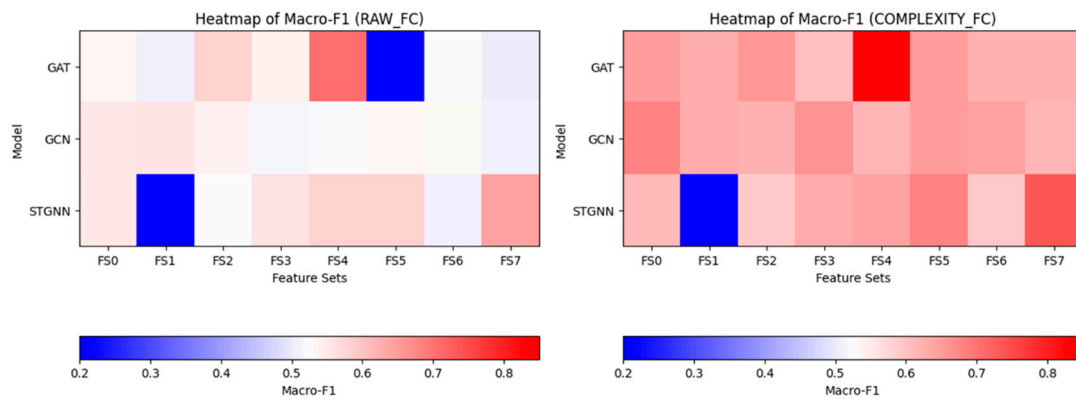 Heatmap of Macro-F1 (RAW_FC)
Model
GAT
GCN
STGNN
FS0 FS1 FS2 FS3 FS4 FS5 FS6 FS7
Feature Sets
0.2 0.3 0.4 0.5 0.6 0.7 0.8
Macro-F1
Heatmap of Macro-F1 (COMPLEXITY_FC)
Model
GAT
GCN
STGNN
FS0 FS1 FS2 FS3 FS4 FS5 FS6 FS7
Feature Sets
0.2 0.3 0.4 0.5 0.6 0.7 0.8
Macro-F1